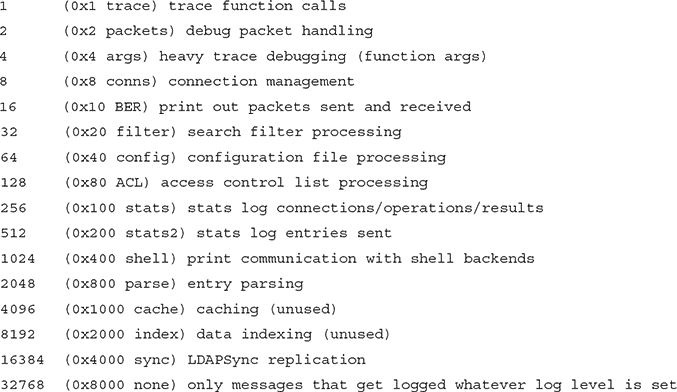 1 (0x1 trace) trace function calls
2 (0x2 packets) debug packet handling
4 (0x4 args) heavy trace debugging (function args)
8 (0x8 conns) connection management
16 (0x10 BER) print out packets sent and received
32 (0x20 filter) search filter processing
64 (0x40 config) configuration file processing
128 (0x80 ACL) access control list processing
256 (0x100 stats) stats log connections/operations/results
512 (0x200 stats2) stats log entries sent
1024 (0x400 shell) print communication with shell backends
2048 (0x800 parse) entry parsing
4096 (0x1000 cache) caching (unused)
8192 (0x2000 index) data indexing (unused)
16384 (0x4000 sync) LDAPSync replication
32768 (0x8000 none) only messages that get logged whatever log level is set